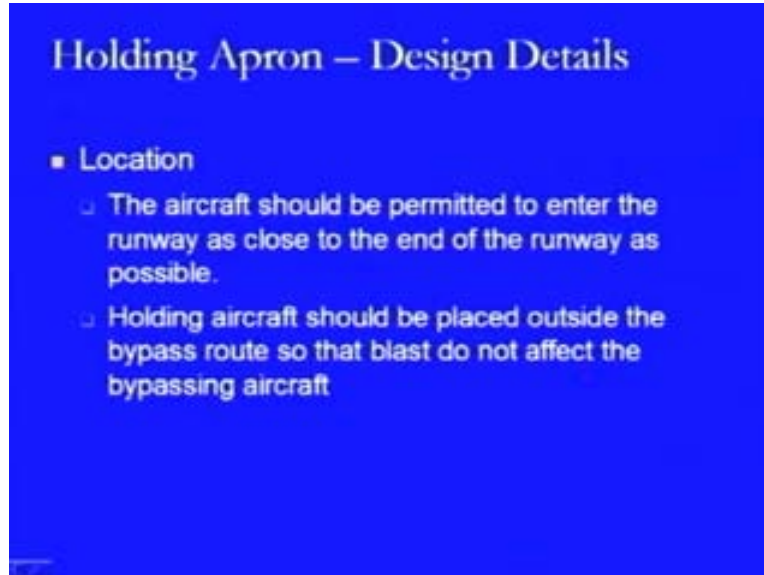 Holding Apron – Design Details
Location
The aircraft should be permitted to enter the
runway as close to the end of the runway as
possible.
Holding aircraft should be placed outside the
bypass route so that blast do not affect the
bypassing aircraft